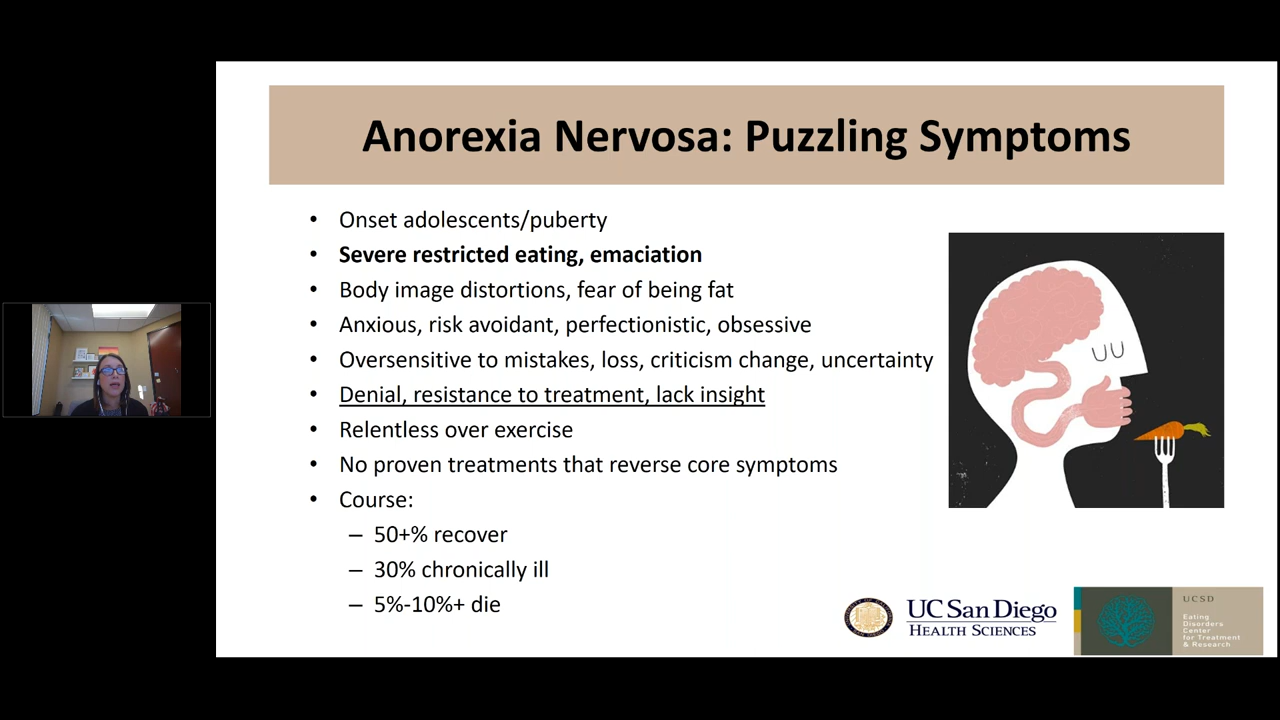 Anorexia Nervosa: Puzzling Symptoms
• Onset adolescents/puberty
• Severe restricted eating, emaciation
• Body image distortions, fear of being fat
• Anxious, risk avoidant, perfectionistic, obsessive
• Oversensitive to mistakes, loss, criticism change, uncertainty
• Denial, resistance to treatment, lack insight
• Relentless over exercise
• No proven treatments that reverse core symptoms
• Course:
– 50+% recover
– 30% chronically ill
– 5%-10%+ die
UC San Diego
HEALTH SCIENCES
UCSD
Eating
Disorders
Center
for Treatment
& Research